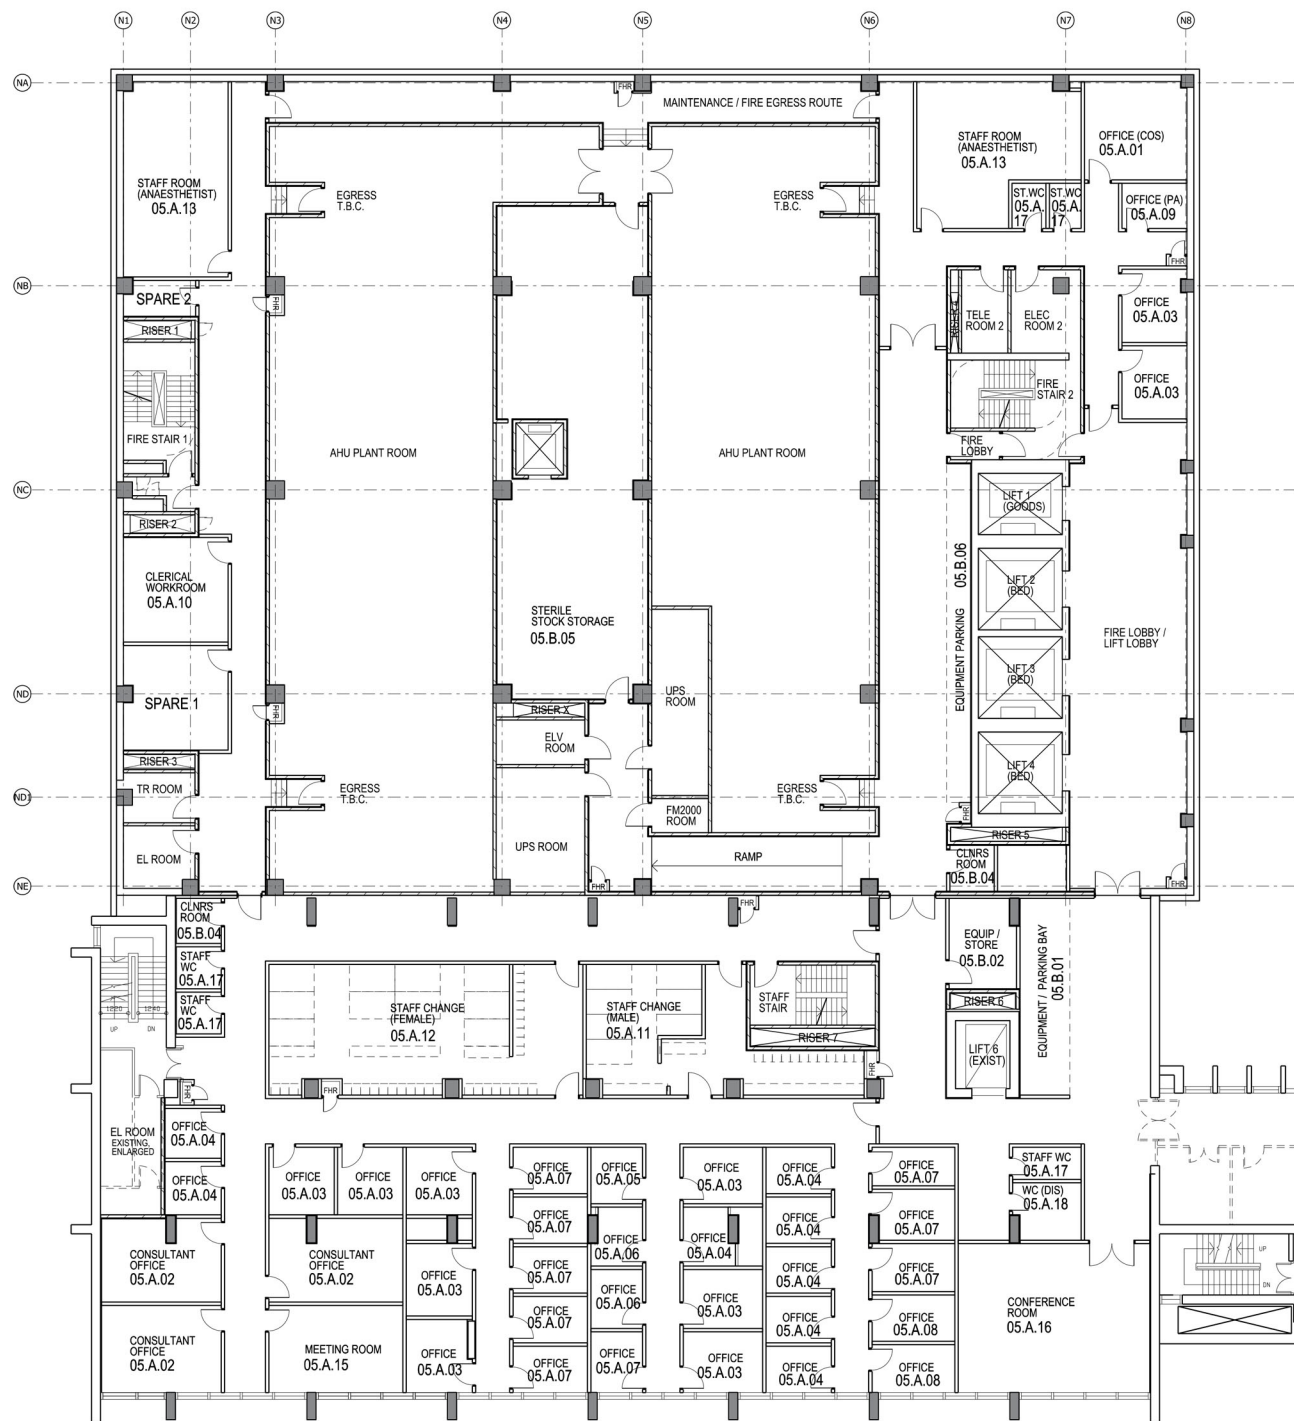 N1 N2 N3 N4 N5 N6 N7 N8
NA
FHR
MAINTENANCE / FIRE EGRESS ROUTE
STAFF ROOM
(ANAESTHETIST)
05.A.13
OFFICE (COS)
05.A.01
STAFF ROOM
(ANAESTHETIST)
05.A.13
EGRESS
T.B.C.
EGRESS
T.B.C.
ST.WC
05.A.
17
ST.WC
05.A.
17
OFFICE (PA)
05.A.09
FHR
NB
SPARE 2
FHR
RISER 1
RISER 4
TELE
ROOM 2
ELEC
ROOM 2
OFFICE
05.A.03
OFFICE
05.A.03
FIRE
STAIR 2
FIRE STAIR 1
AHU PLANT ROOM
AHU PLANT ROOM
FIRE
LOBBY
NC
RISER 2
LIFT 1
(GOODS)
CLERICAL
WORKROOM
05.A.10
STERILE
STOCK STORAGE
05.B.05
EQUIPMENT PARKING 05.B.06
LIFT 2
(BED)
FIRE LOBBY /
LIFT LOBBY
LIFT 3
(BED)
ND
SPARE 1
FHR
RISER X
UPS
ROOM
ELV
ROOM
RISER 3
LIFT 4
(BED)
ND1
TR ROOM
EGRESS
T.B.C.
EGRESS
T.B.C.
FM2000
ROOM
FHR
RISER 5
EL ROOM
UPS ROOM
RAMP
CLNRS
ROOM
05.B.04
NE
FHR
FHR
CLNRS
ROOM
05.B.04
FHR
EQUIP /
STORE
05.B.02
EQUIPMENT / PARKING BAY
05.B.01
STAFF
WC
05.A.17
STAFF
WC
05.A.17
STAFF CHANGE
(FEMALE)
05.A.12
STAFF CHANGE
(MALE)
05.A.11
STAFF
STAIR
RISER 6
1220 1240
UP DN
RISER 7
LIFT 6
(EXIST)
FHR
FHR
FHR
EL ROOM
EXISTING,
ENLARGED
OFFICE
05.A.04
OFFICE
05.A.04
OFFICE
05.A.03
OFFICE
05.A.03
OFFICE
05.A.03
OFFICE
05.A.07
OFFICE
05.A.05
OFFICE
05.A.03
OFFICE
05.A.04
OFFICE
05.A.07
STAFF WC
05.A.17
WC (DIS)
05.A.18
OFFICE
05.A.07
OFFICE
05.A.06
OFFICE
05.A.04
OFFICE
05.A.04
OFFICE
05.A.07
CONSULTANT
OFFICE
05.A.02
CONSULTANT
OFFICE
05.A.02
OFFICE
05.A.03
OFFICE
05.A.07
OFFICE
05.A.06
OFFICE
05.A.03
OFFICE
05.A.04
OFFICE
05.A.07
UP
DN
CONFERENCE
ROOM
05.A.16
OFFICE
05.A.07
OFFICE
05.A.04
OFFICE
05.A.08
CONSULTANT
OFFICE
05.A.02
MEETING ROOM
05.A.15
OFFICE
05.A.03
OFFICE
05.A.07
OFFICE
05.A.07
OFFICE
05.A.03
OFFICE
05.A.04
OFFICE
05.A.08